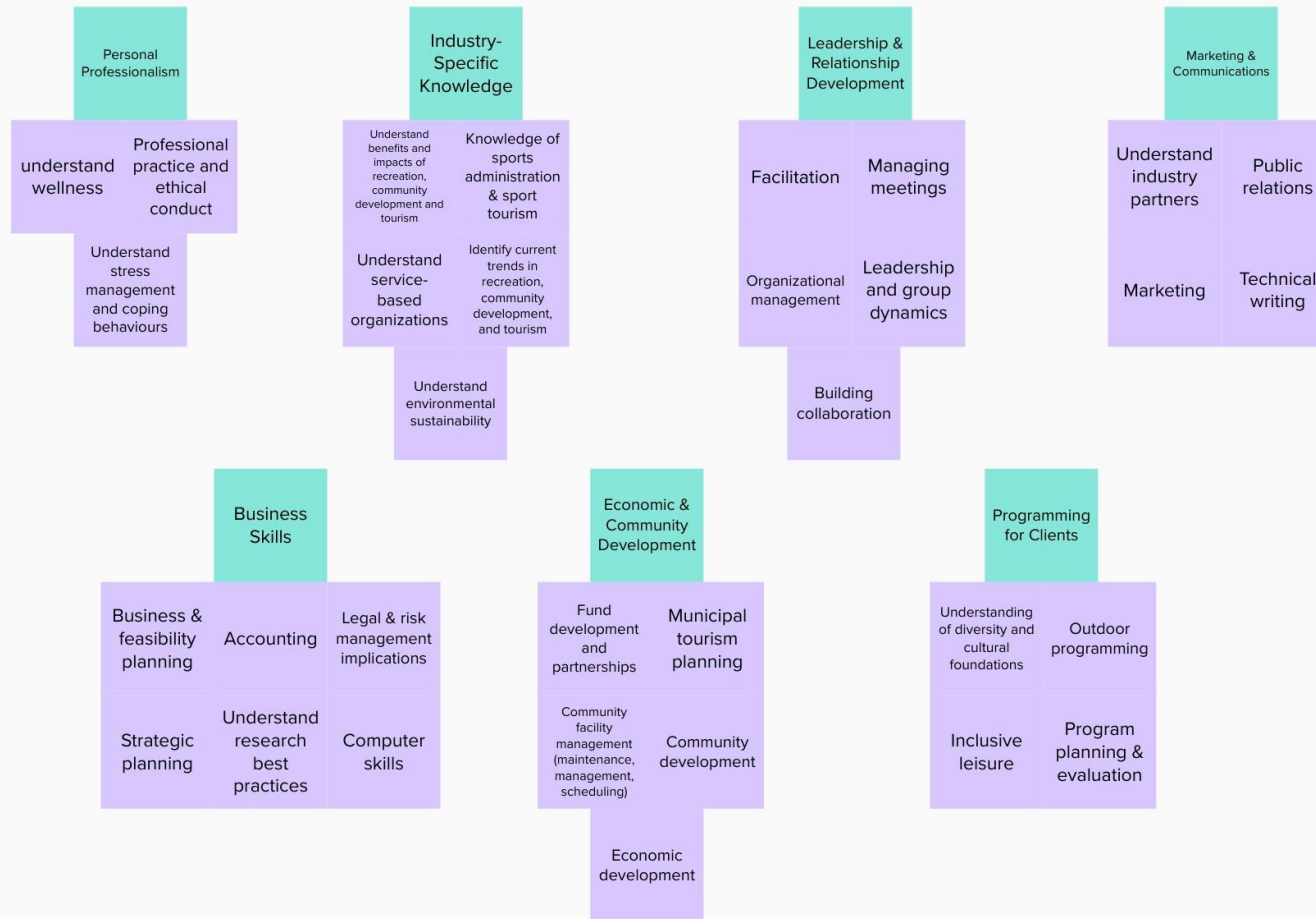 Personal
Professionalism
understand
wellness
Professional
practice and
ethical
conduct
Understand
stress
management
and coping
behaviours
Industry-
Specific
Knowledge
Understand
benefits and
impacts of
recreation,
community
development and
tourism
Knowledge of
sports
administration
& sport
tourism
Understand
service-
based
organizations
Identify current
trends in
recreation,
community
development,
and tourism
Understand
environmental
sustainability
Leadership &
Relationship
Development
Facilitation
Managing
meetings
Organizational
management
Leadership
and group
dynamics
Building
collaboration
Marketing &
Communications
Understand
industry
partners
Public
relations
Marketing
Technical
writing
Business
Skills
Business &
feasibility
planning
Accounting
Legal & risk
management
implications
Strategic
planning
Understand
research
best
practices
Computer
skills
Economic &
Community
Development
Fund
development
and
partnerships
Municipal
tourism
planning
Community
facility
management
(maintenance,
management,
scheduling)
Community
development
Economic
development
Programming
for Clients
Understanding
of diversity and
cultural
foundations
Outdoor
programming
Inclusive
leisure
Program
planning &
evaluation